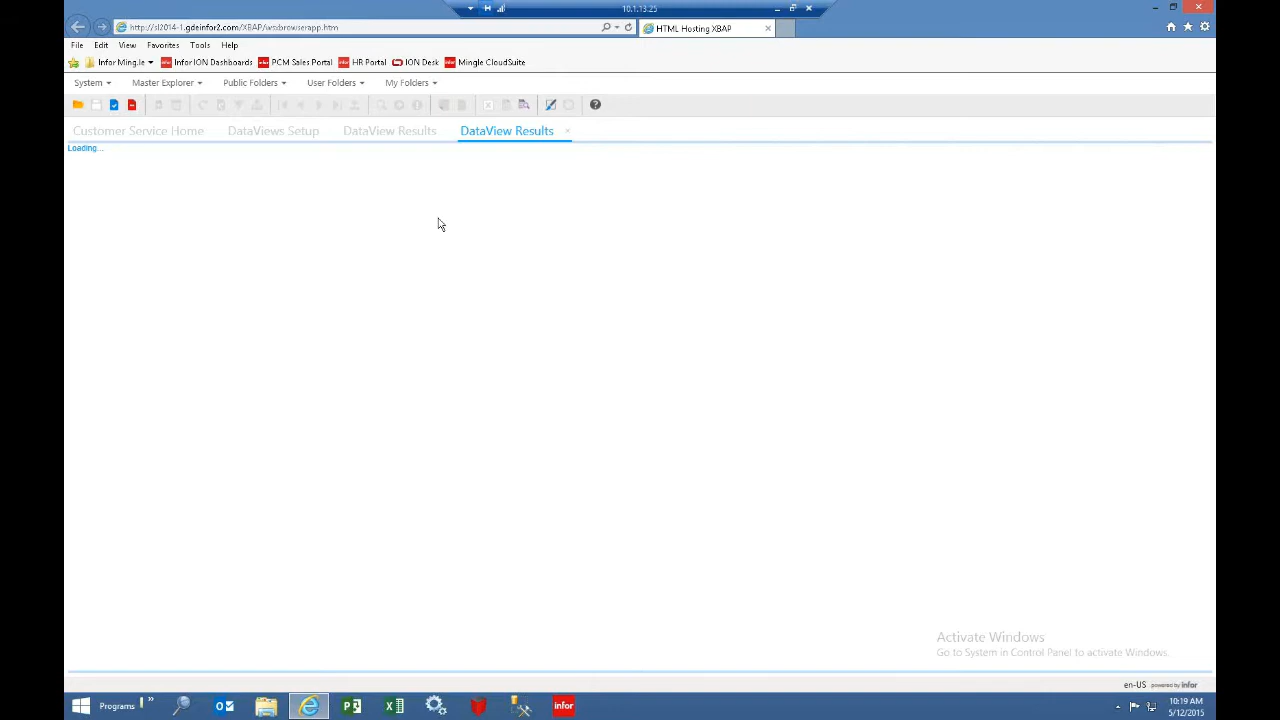 10.1.13.25
http://sl2014-1.gdeinfor2.com/XBAP/wsbrowserapp.htm
HTML Hosting XBAP
File Edit View Favorites Tools Help
Infor Ming.le Infor ION Dashboards PCM Sales Portal HR Portal ION Desk Mingle CloudSuite
System Master Explorer Public Folders User Folders My Folders
Customer Service Home DataViews Setup DataView Results DataView Results
Loading...
Activate Windows
Go to System in Control Panel to activate Windows.
en-US powered by infor
Programs
infor
10:19 AM
5/12/2015